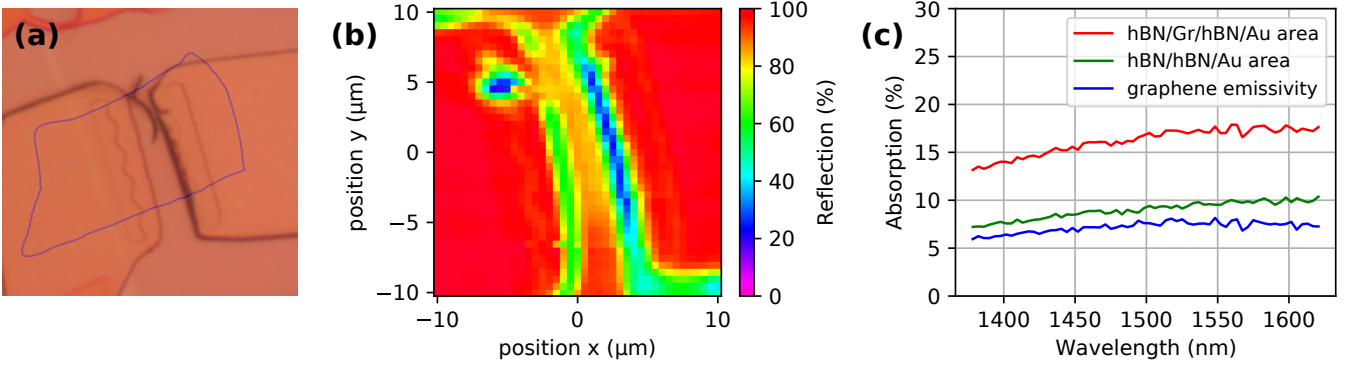 (a)
(b)
10
5
0
−5
−10
position y (μm)
−10
0
10
position x (μm)
100
80
60
40
20
0
Reflection (%)
(c)
30
25
20
15
10
5
0
Absorption (%)
hBN/Gr/hBN/Au area
hBN/hBN/Au area
graphene emissivity
1400
1450
1500
1550
1600
Wavelength (nm)